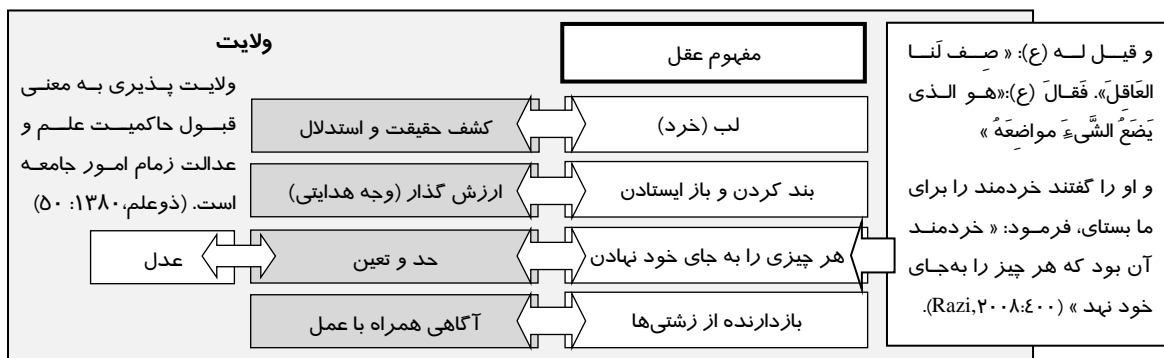 و قیل له (ع): « صِف لَنا
العَاقِلَ». فَقالَ (ع):«هو الذی
یَضَعُ الشَّیءَ مواضِعَهُ »
و او را گفتند خردمند را برای
ما بستای، فرمود: « خردمند
آن بود که هر چیز را به‌جای
خود نهد » (Razi,۲۰۰۸:٤۰۰).
مفهوم عقل
لب (خرد)
بند کردن و باز ایستادن
هر چیزی را به جای خود نهادن
بازدارنده از زشتی‌ها
کشف حقیقت و استدلال
ارزش گذار (وجه هدایتی)
حد و تعین
آگاهی همراه با عمل
ولایت
ولایت پذیری به معنی
قبول حاکمیت علم و
عدالت زمام امور جامعه
است. (ذوعلم،۱۳۸۰: ۵۰)
عدل